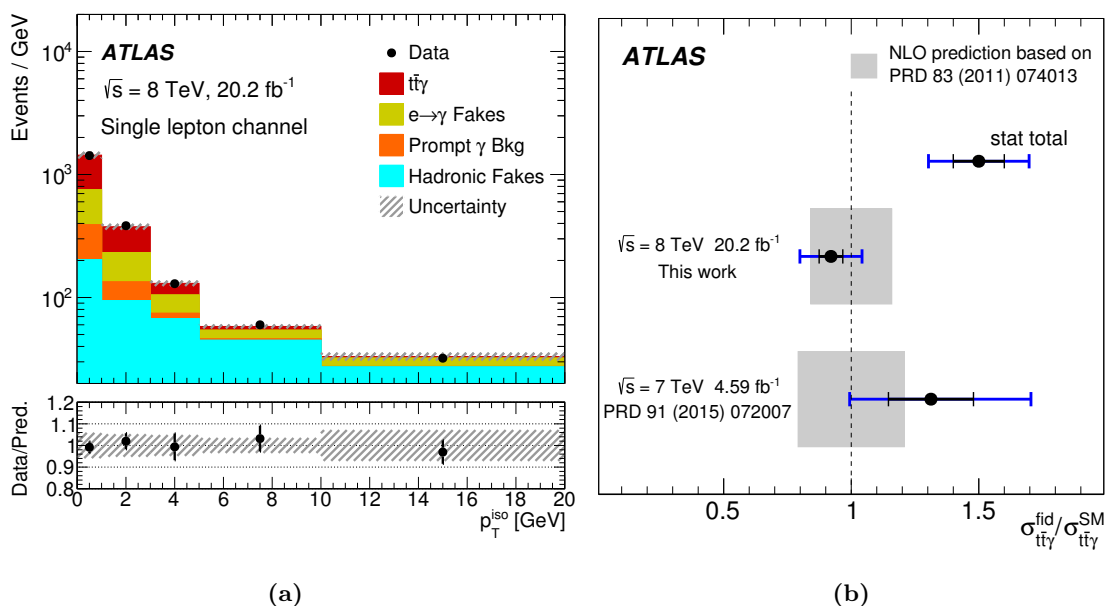 ATLAS
√s = 8 TeV, 20.2 fb⁻¹
Single lepton channel
Data
tt̄γ
e→γ Fakes
Prompt γ Bkg
Hadronic Fakes
Uncertainty
Events / GeV
10⁴
10³
10²
Data/Pred.
1.2
1.1
1
0.9
0.8
0 2 4 6 8 10 12 14 16 18 20
p_T^iso [GeV]
(a)
ATLAS
NLO prediction based on
PRD 83 (2011) 074013
stat total
√s = 8 TeV 20.2 fb⁻¹
This work
√s = 7 TeV 4.59 fb⁻¹
PRD 91 (2015) 072007
0.5 1 1.5
σ_tt̄γ^fid/σ_tt̄γ^SM
(b)